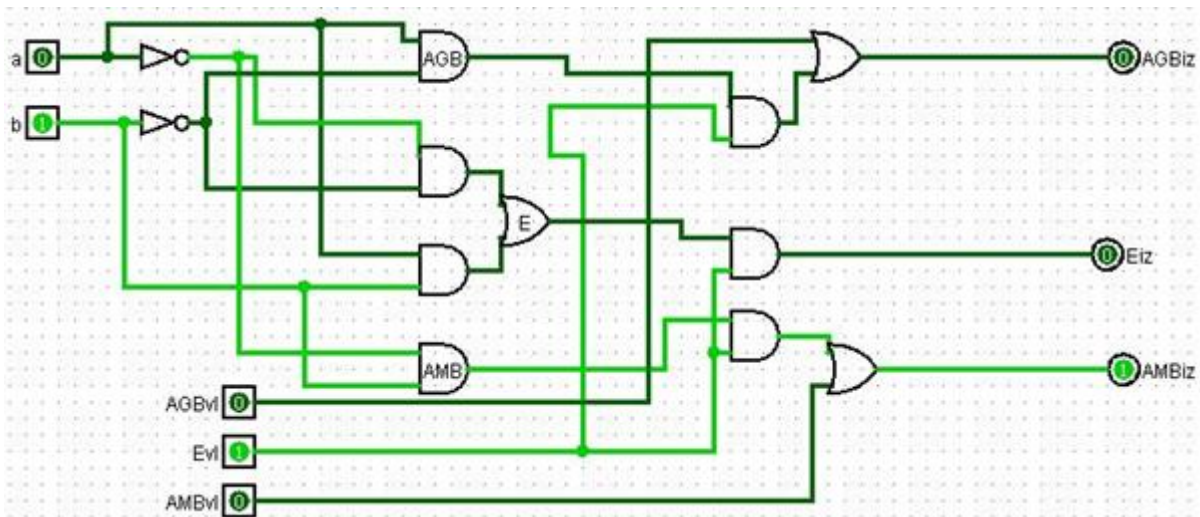 a 0
AGB
0 AGBiz
b 1
E
0 Eiz
AMB
1 AMBiz
AGBvl 0
Evl 1
AMBvl 0